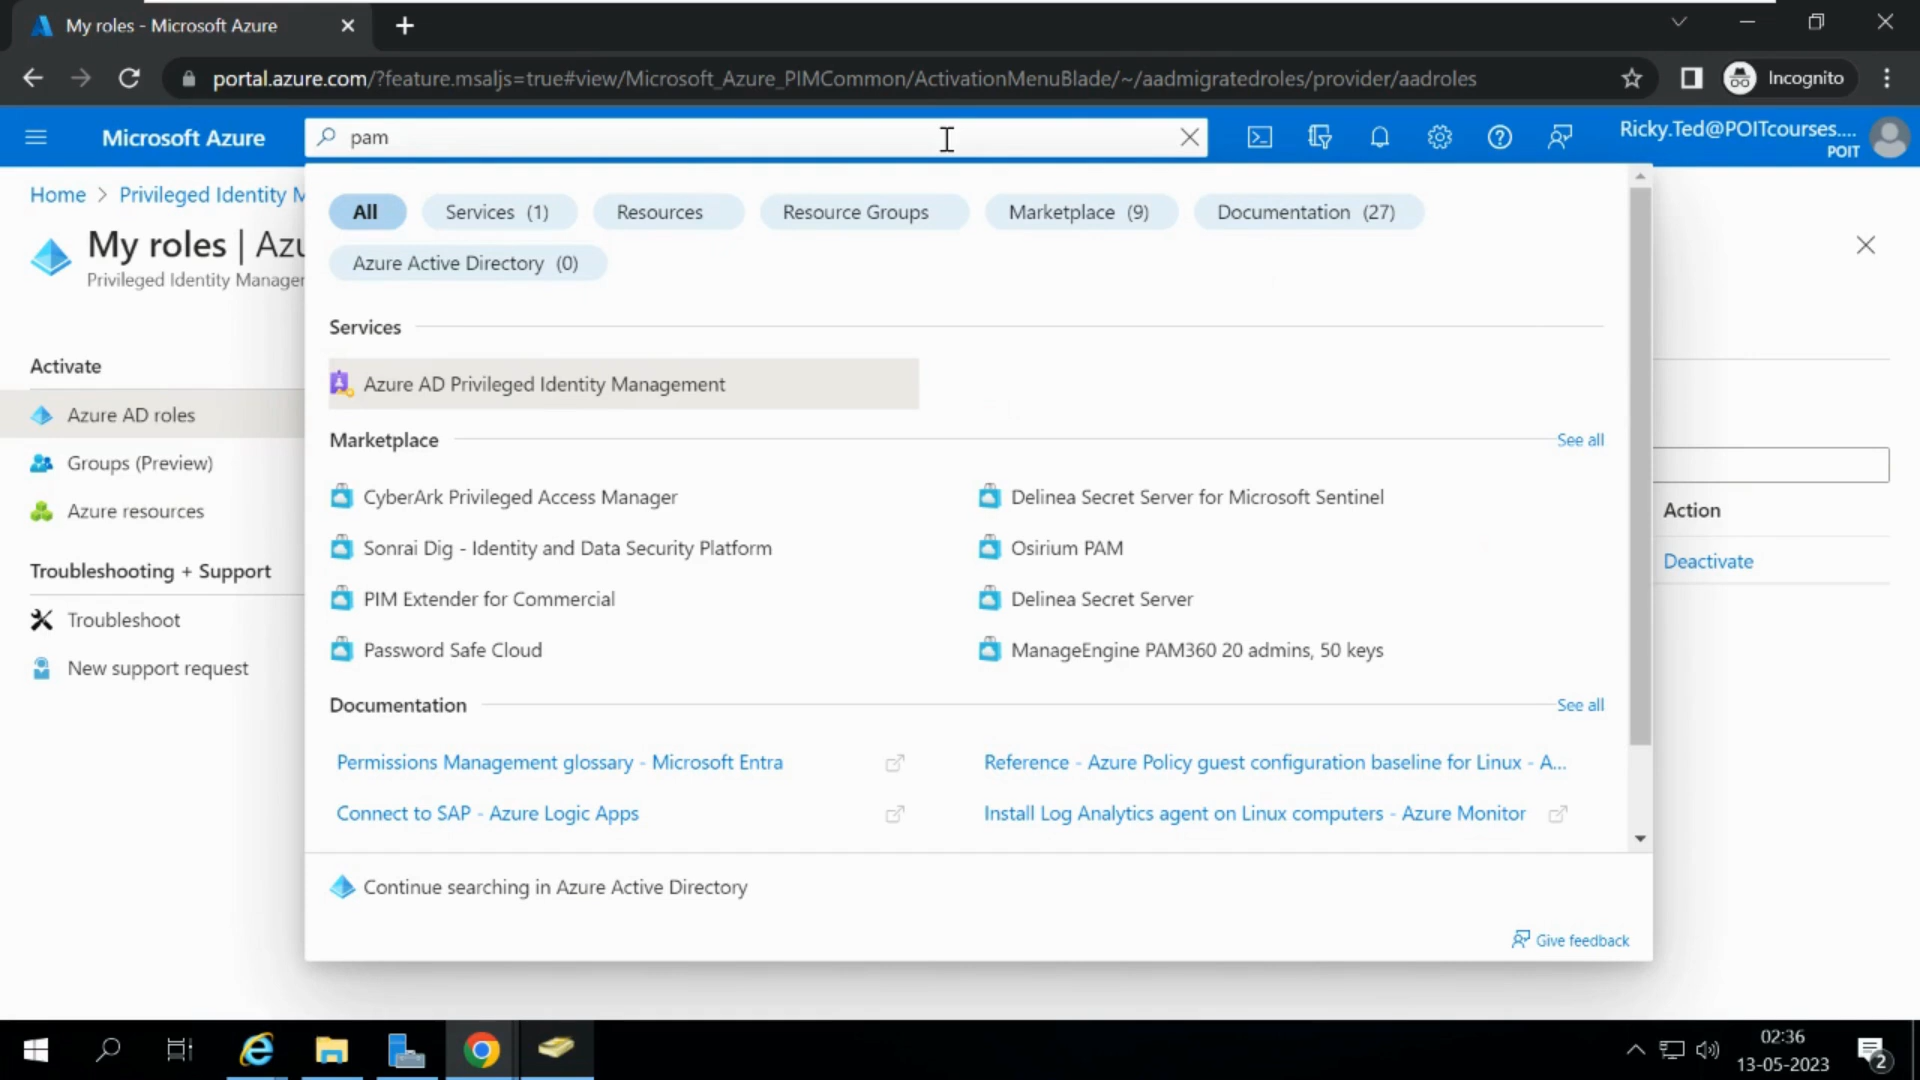 My roles - Microsoft Azure
portal.azure.com/?feature.msaljs=true#view/Microsoft_Azure_PIMCommon/ActivationMenuBlade/~/aadmigratedroles/provider/aadroles
Incognito
Microsoft Azure
pam
Ricky.Ted@POITcourses....
POIT
Home > Privileged Identity M
My roles | Azu
Privileged Identity Manager
All
Services (1)
Resources
Resource Groups
Marketplace (9)
Documentation (27)
Azure Active Directory (0)
Services
Azure AD Privileged Identity Management
Marketplace
See all
CyberArk Privileged Access Manager
Delinea Secret Server for Microsoft Sentinel
Sonrai Dig - Identity and Data Security Platform
Osirium PAM
PIM Extender for Commercial
Delinea Secret Server
Password Safe Cloud
ManageEngine PAM360 20 admins, 50 keys
Documentation
See all
Permissions Management glossary - Microsoft Entra
Reference - Azure Policy guest configuration baseline for Linux - A...
Connect to SAP - Azure Logic Apps
Install Log Analytics agent on Linux computers - Azure Monitor
Continue searching in Azure Active Directory
Give feedback
Activate
Azure AD roles
Groups (Preview)
Azure resources
Troubleshooting + Support
Troubleshoot
New support request
Action
Deactivate
02:36
13-05-2023
2